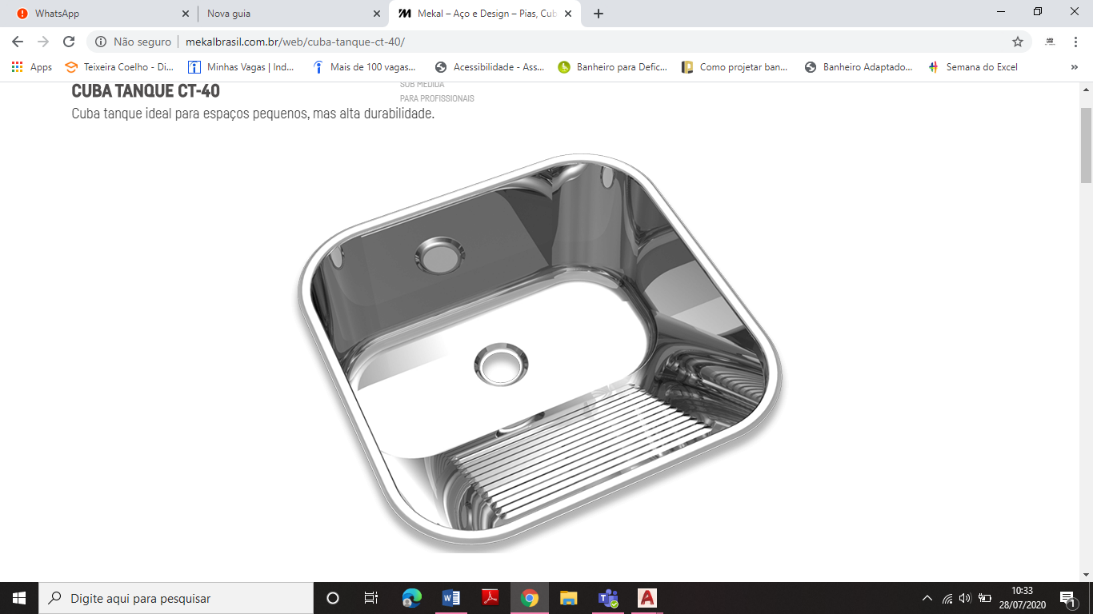 WhatsApp
Nova guia
Mekal – Aço e Design – Pias, Cub
Não seguro
mekalbrasil.com.br/web/cuba-tanque-ct-40/
Apps
Teixeira Coelho - Di...
Minhas Vagas | Ind...
Mais de 100 vagas...
Acessibilidade - Ass...
Banheiro para Defic...
Como projetar ban...
Banheiro Adaptado...
Semana do Excel
»
SOB MEDIDA
CUBA TANQUE CT-40
PARA PROFISSIONAIS
Cuba tanque ideal para espaços pequenos, mas alta durabilidade.
Digite aqui para pesquisar
10:33
28/07/2020
1